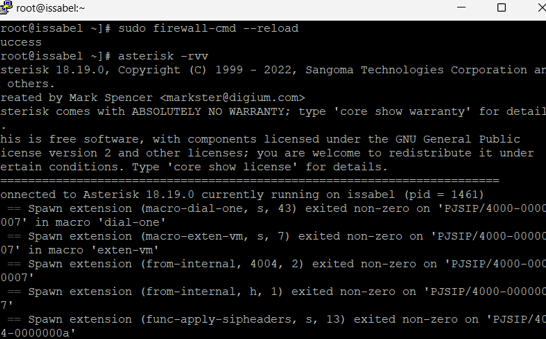 root@issabel:~
root@issabel ~]# sudo firewall-cmd --reload
uccess
root@issabel ~]# asterisk -rvv
sterisk 18.19.0, Copyright (C) 1999 - 2022, Sangoma Technologies Corporation an
 others.
reated by Mark Spencer <markster@digium.com>
sterisk comes with ABSOLUTELY NO WARRANTY; type 'core show warranty' for detail
.
his is free software, with components licensed under the GNU General Public
icense version 2 and other licenses; you are welcome to redistribute it under
ertain conditions. Type 'core show license' for details.
=========================================================================
onnected to Asterisk 18.19.0 currently running on issabel (pid = 1461)
 == Spawn extension (macro-dial-one, s, 43) exited non-zero on 'PJSIP/4000-0000
007' in macro 'dial-one'
 == Spawn extension (macro-exten-vm, s, 7) exited non-zero on 'PJSIP/4000-00000
07' in macro 'exten-vm'
 == Spawn extension (from-internal, 4004, 2) exited non-zero on 'PJSIP/4000-000
0007'
 == Spawn extension (from-internal, h, 1) exited non-zero on 'PJSIP/4000-000000
7'
 == Spawn extension (func-apply-sipheaders, s, 13) exited non-zero on 'PJSIP/40
4-0000000a'